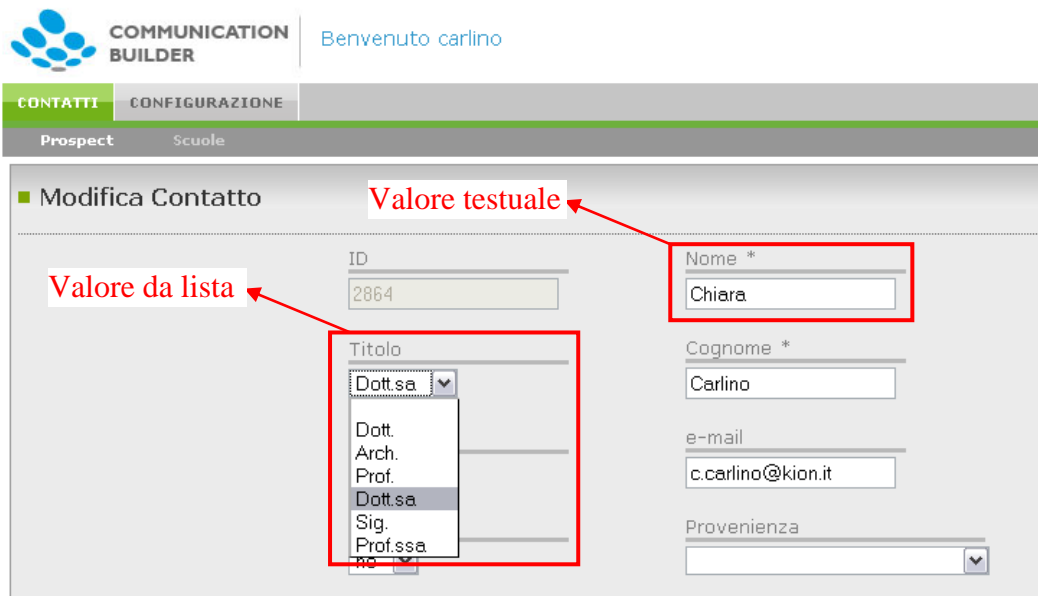 COMMUNICATION
BUILDER
Benvenuto carlino
CONTATTI
CONFIGURAZIONE
Prospect
Scuole
Modifica Contatto
Valore testuale
Valore da lista
ID
2864
Nome *
Chiara
Titolo
Dott.sa
Dott.
Arch.
Prof.
Dott.sa
Sig.
Prof.ssa
no
Cognome *
Carlino
e-mail
c.carlino@kion.it
Provenienza